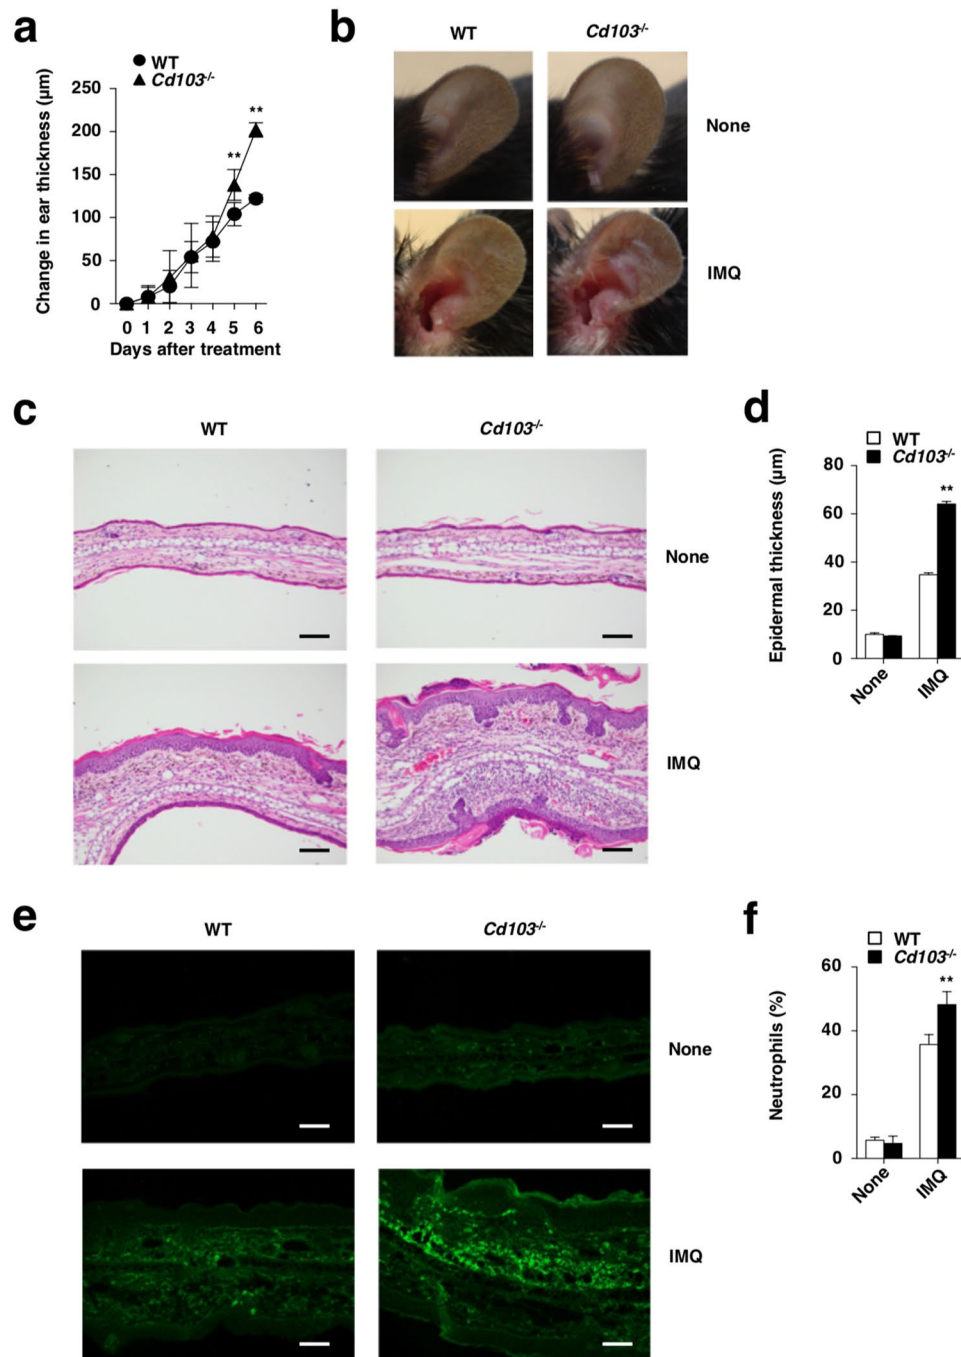 a
WT
Cd103-/-
Change in ear thickness (μm)
250
200
150
100
50
0
**
**
0 1 2 3 4 5 6
Days after treatment
b
WT Cd103-/-
None
IMQ
c
WT Cd103-/-
None
IMQ
d
WT
Cd103-/-
Epidermal thickness (μm)
80
60
40
20
0
**
None IMQ
e
WT Cd103-/-
None
IMQ
f
WT
Cd103-/-
Neutrophils (%)
60
40
20
0
**
None IMQ